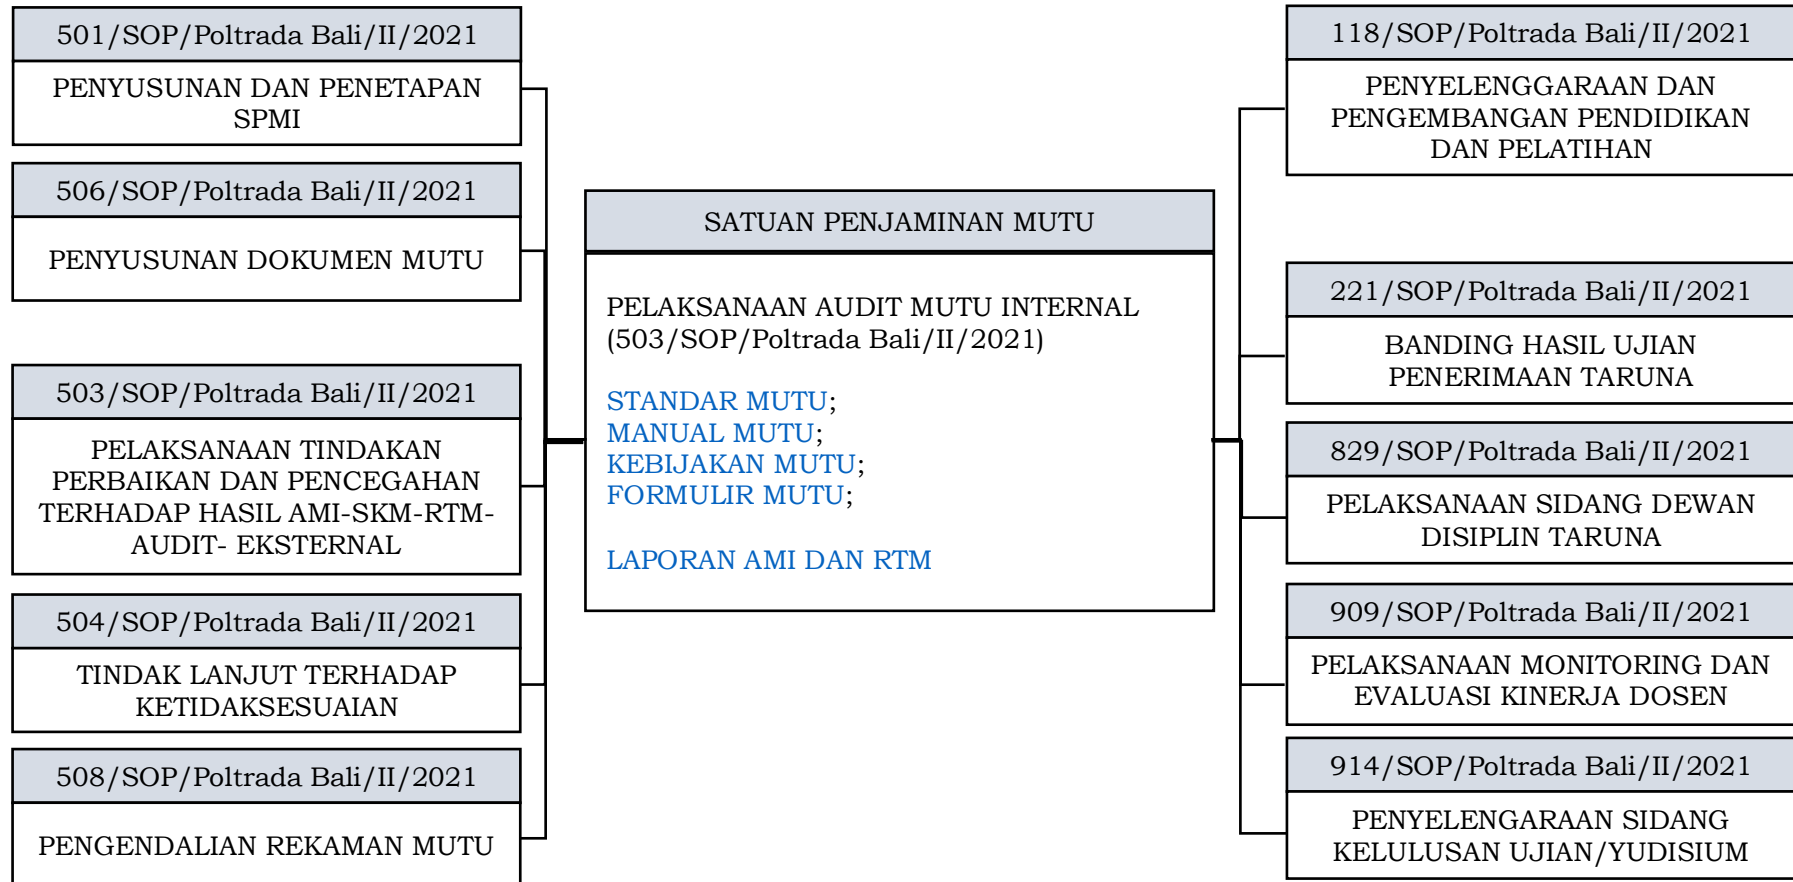 501/SOP/Poltrada Bali/II/2021
PENYUSUNAN DAN PENETAPAN
SPMI
506/SOP/Poltrada Bali/II/2021
PENYUSUNAN DOKUMEN MUTU
503/SOP/Poltrada Bali/II/2021
PELAKSANAAN TINDAKAN
PERBAIKAN DAN PENCEGAHAN
TERHADAP HASIL AMI-SKM-RTM-
AUDIT- EKSTERNAL
504/SOP/Poltrada Bali/II/2021
TINDAK LANJUT TERHADAP
KETIDAKSESUAIAN
508/SOP/Poltrada Bali/II/2021
PENGENDALIAN REKAMAN MUTU
SATUAN PENJAMINAN MUTU
PELAKSANAAN AUDIT MUTU INTERNAL
(503/SOP/Poltrada Bali/II/2021)
STANDAR MUTU;
MANUAL MUTU;
KEBIJAKAN MUTU;
FORMULIR MUTU;
LAPORAN AMI DAN RTM
118/SOP/Poltrada Bali/II/2021
PENYELENGGARAAN DAN
PENGEMBANGAN PENDIDIKAN
DAN PELATIHAN
221/SOP/Poltrada Bali/II/2021
BANDING HASIL UJIAN
PENERIMAAN TARUNA
829/SOP/Poltrada Bali/II/2021
PELAKSANAAN SIDANG DEWAN
DISIPLIN TARUNA
909/SOP/Poltrada Bali/II/2021
PELAKSANAAN MONITORING DAN
EVALUASI KINERJA DOSEN
914/SOP/Poltrada Bali/II/2021
PENYELENGARAAN SIDANG
KELULUSAN UJIAN/YUDISIUM